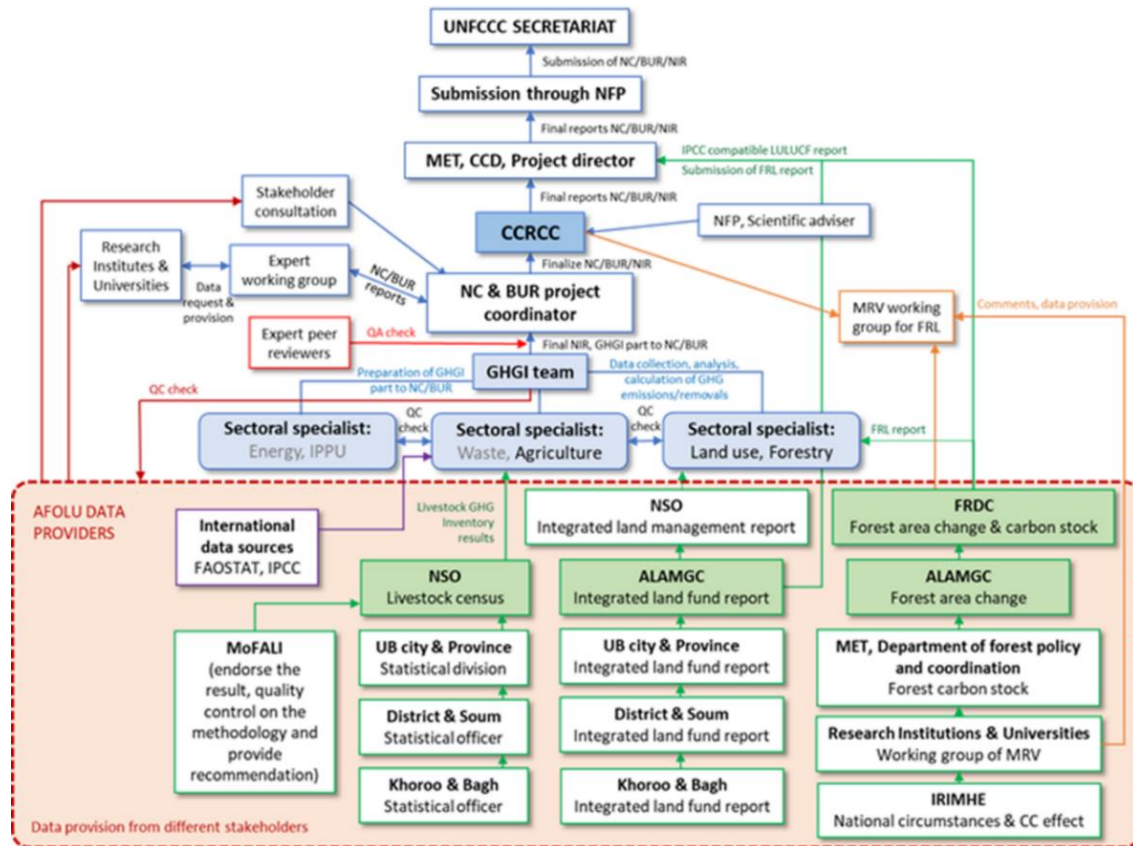 UNFCCC SECRETARIAT
Submission of NC/BUR/NIR
Submission through NFP
Final reports NC/BUR/NIR
MET, CCD, Project director
IPCC compatible LULUCF report
Submission of FRL report
Final reports NC/BUR/NIR
Stakeholder
consultation
CCRCC
NFP, Scientific adviser
Research
Institutes &
Universities
Data
request &
provision
Expert
working group
NC/BUR
reports
Finalize NC/BUR/NIR
NC & BUR project
coordinator
MRV working
group for FRL
Comments, data provision
Expert peer
reviewers
QA check
Final NIR, GHGI part to NC/BUR
GHGI team
Preparation of GHGI
part to NC/BUR
Data collection, analysis,
calculation of GHG
emissions/removals
QC check
Sectoral specialist:
Energy, IPPU
QC
check
Sectoral specialist:
Waste, Agriculture
QC
check
Sectoral specialist:
Land use, Forestry
FRL report
AFOLU DATA
PROVIDERS
International
data sources
FAOSTAT, IPCC
Livestock GHG
Inventory
results
NSO
Integrated land management report
FRDC
Forest area change & carbon stock
NSO
Livestock census
ALAMGC
Integrated land fund report
ALAMGC
Forest area change
MoFALI
(endorse the
result, quality
control on the
methodology and
provide
recommendation)
UB city & Province
Statistical division
UB city & Province
Integrated land fund report
MET, Department of forest policy
and coordination
Forest carbon stock
District & Soum
Statistical officer
District & Soum
Integrated land fund report
Research Institutions & Universities
Working group of MRV
Khoroo & Bagh
Statistical officer
Khoroo & Bagh
Integrated land fund report
IRIMHE
National circumstances & CC effect
Data provision from different stakeholders